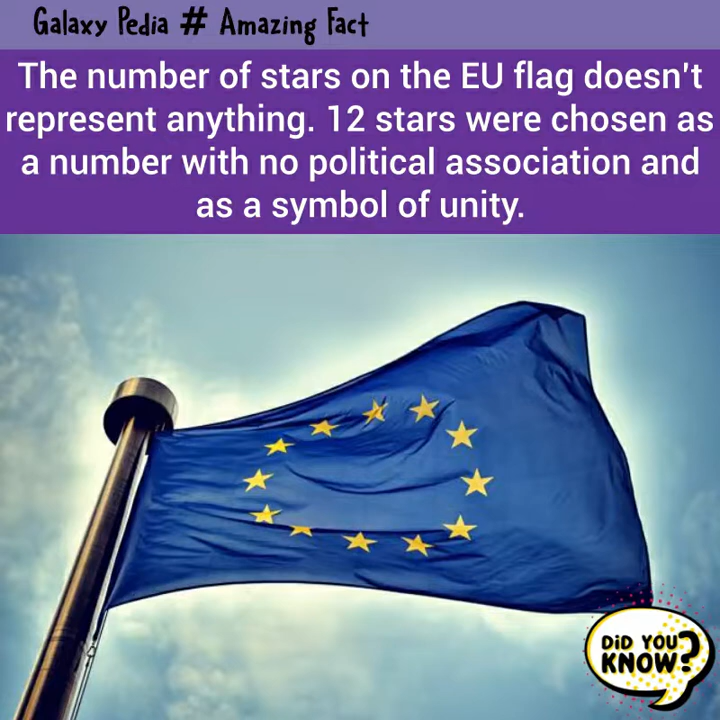 Galaxy Pedia # Amazing Fact
The number of stars on the EU flag doesn't
represent anything. 12 stars were chosen as
a number with no political association and
as a symbol of unity.
DiD YOU
KNOW?